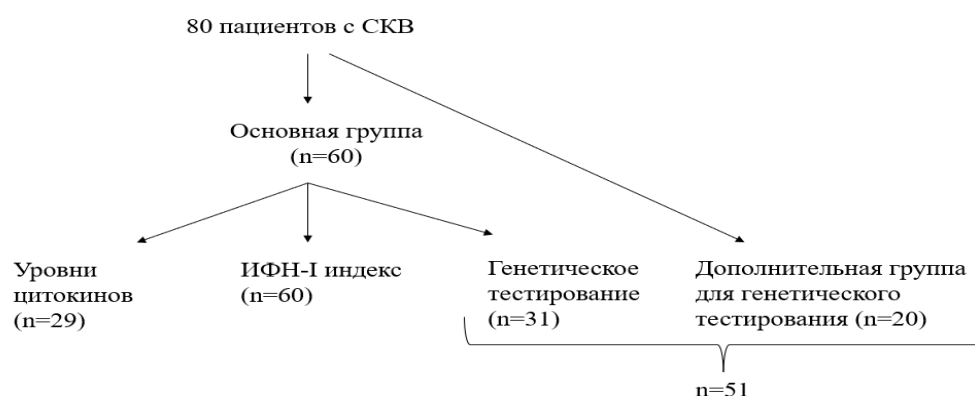 80 пациентов с СКВ
Основная группа
(n=60)
Уровни
цитокинов
(n=29)
ИФН-I индекс
(n=60)
Генетическое
тестирование
(n=31)
Дополнительная группа
для генетического
тестирования (n=20)
n=51